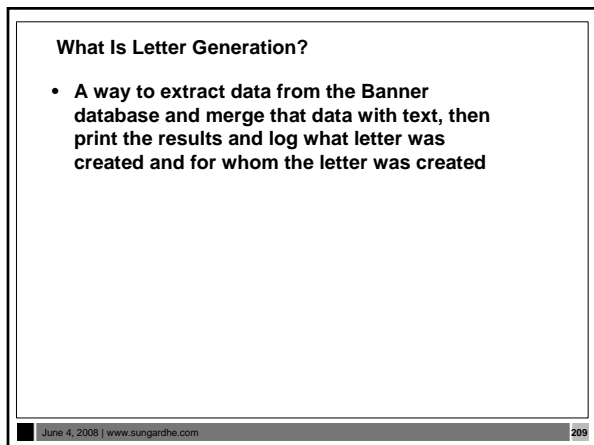 What Is Letter Generation?
• A way to extract data from the Banner
database and merge that data with text, then
print the results and log what letter was
created and for whom the letter was created
June 4, 2008 | www.sungardhe.com
209